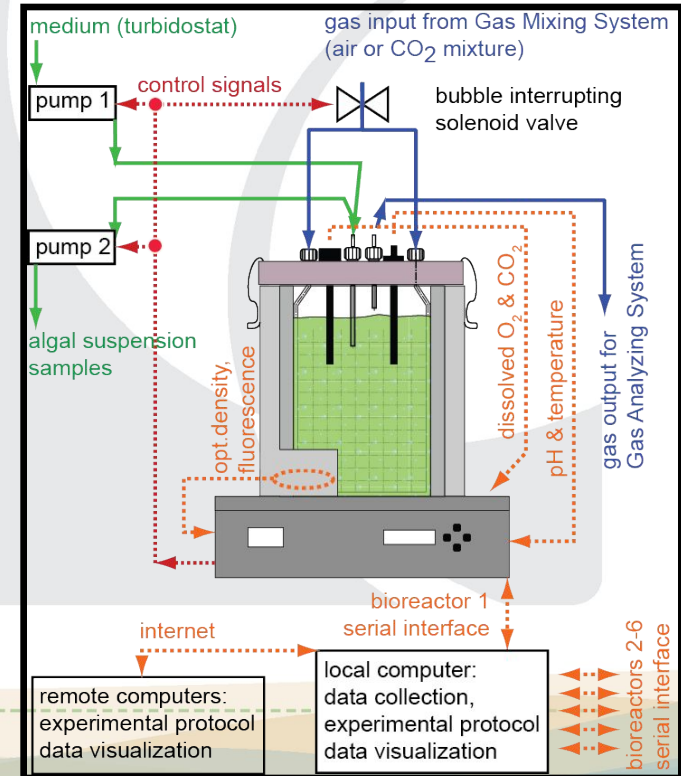 medium (turbidostat)
gas input from Gas Mixing System
(air or CO2 mixture)
control signals
pump 1
bubble interrupting
solenoid valve
pump 2
algal suspension
samples
opt.density,
fluorescence
dissolved O2 & CO2
pH & temperature
gas output for
Gas Analyzing System
bioreactor 1
serial interface
internet
remote computers:
experimental protocol
data visualization
local computer:
data collection,
experimental protocol
data visualization
bioreactors 2-6
serial interface